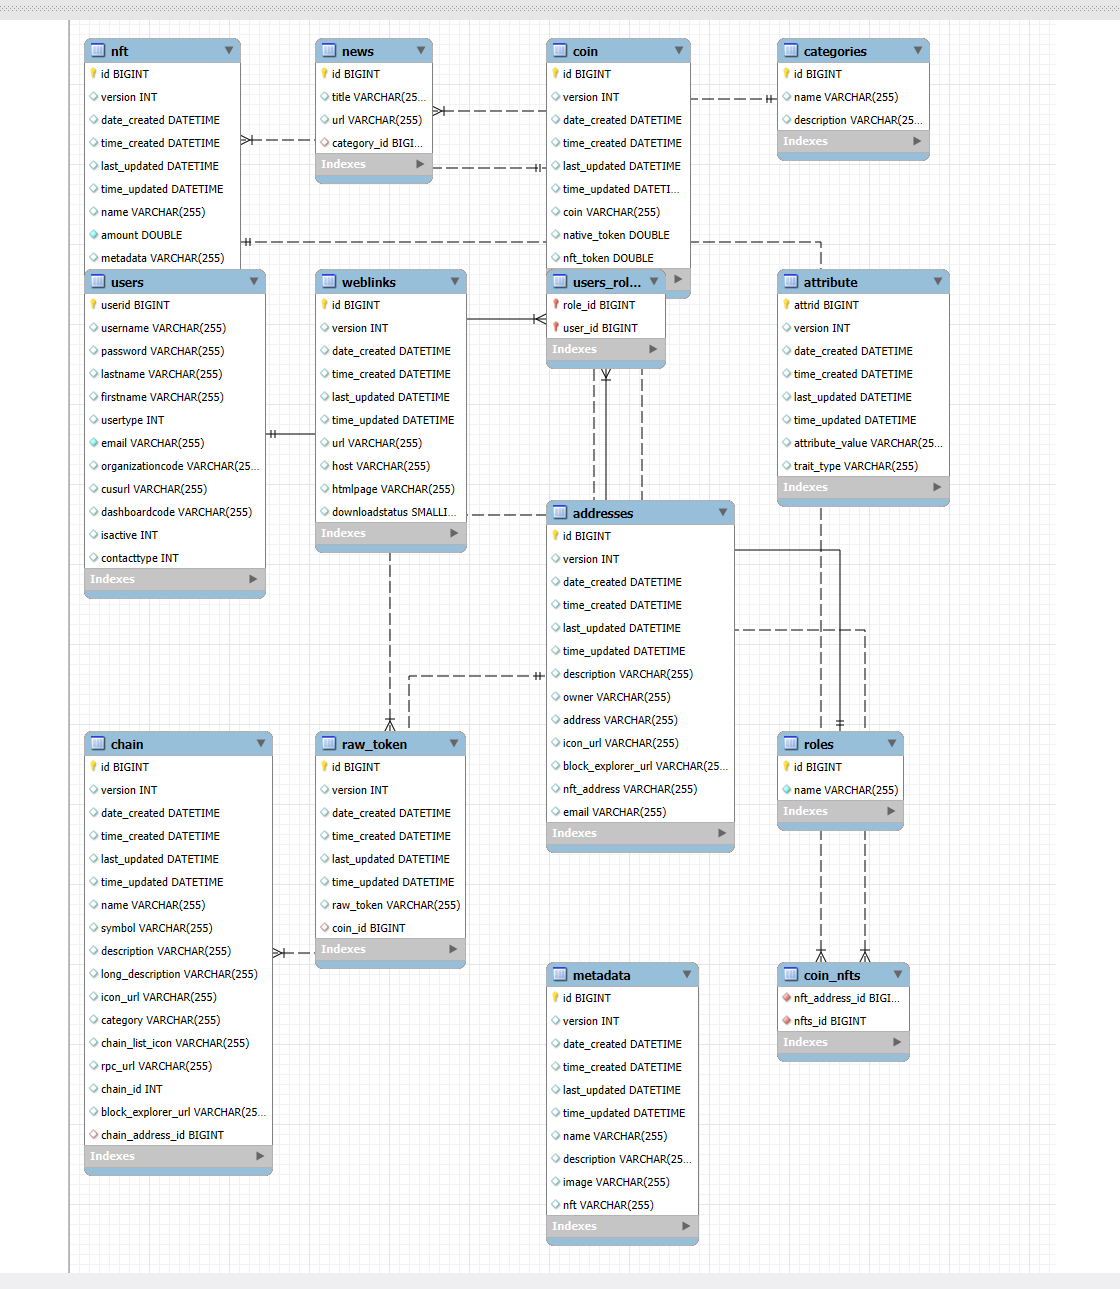 nft
id BIGINT
version INT
date_created DATETIME
time_created DATETIME
last_updated DATETIME
time_updated DATETIME
name VARCHAR(255)
amount DOUBLE
metadata VARCHAR(255)
news
id BIGINT
title VARCHAR(25...
url VARCHAR(255)
category_id BIGI...
Indexes
coin
id BIGINT
version INT
date_created DATETIME
time_created DATETIME
last_updated DATETIME
time_updated DATETI...
coin VARCHAR(255)
native_token DOUBLE
nft_token DOUBLE
categories
id BIGINT
name VARCHAR(255)
description VARCHAR(25...
Indexes
users
userid BIGINT
username VARCHAR(255)
password VARCHAR(255)
lastname VARCHAR(255)
firstname VARCHAR(255)
usertype INT
email VARCHAR(255)
organizationcode VARCHAR(25...
cusurl VARCHAR(255)
dashboardcode VARCHAR(255)
isactive INT
contacttype INT
Indexes
weblinks
id BIGINT
version INT
date_created DATETIME
time_created DATETIME
last_updated DATETIME
time_updated DATETIME
url VARCHAR(255)
host VARCHAR(255)
htmlpage VARCHAR(255)
downloadstatus SMALLI...
Indexes
users_rol...
role_id BIGINT
user_id BIGINT
Indexes
attribute
attrid BIGINT
version INT
date_created DATETIME
time_created DATETIME
last_updated DATETIME
time_updated DATETIME
attribute_value VARCHAR(25...
trait_type VARCHAR(255)
Indexes
addresses
id BIGINT
version INT
date_created DATETIME
time_created DATETIME
last_updated DATETIME
time_updated DATETIME
description VARCHAR(255)
owner VARCHAR(255)
address VARCHAR(255)
icon_url VARCHAR(255)
block_explorer_url VARCHAR(25...
nft_address VARCHAR(255)
email VARCHAR(255)
Indexes
chain
id BIGINT
version INT
date_created DATETIME
time_created DATETIME
last_updated DATETIME
time_updated DATETIME
name VARCHAR(255)
symbol VARCHAR(255)
description VARCHAR(255)
long_description VARCHAR(255)
icon_url VARCHAR(255)
category VARCHAR(255)
chain_list_icon VARCHAR(255)
rpc_url VARCHAR(255)
chain_id INT
block_explorer_url VARCHAR(25...
chain_address_id BIGINT
Indexes
raw_token
id BIGINT
version INT
date_created DATETIME
time_created DATETIME
last_updated DATETIME
time_updated DATETIME
raw_token VARCHAR(255)
coin_id BIGINT
Indexes
roles
id BIGINT
name VARCHAR(255)
Indexes
metadata
id BIGINT
version INT
date_created DATETIME
time_created DATETIME
last_updated DATETIME
time_updated DATETIME
name VARCHAR(255)
description VARCHAR(25...
image VARCHAR(255)
nft VARCHAR(255)
Indexes
coin_nfts
nft_address_id BIGI...
nfts_id BIGINT
Indexes